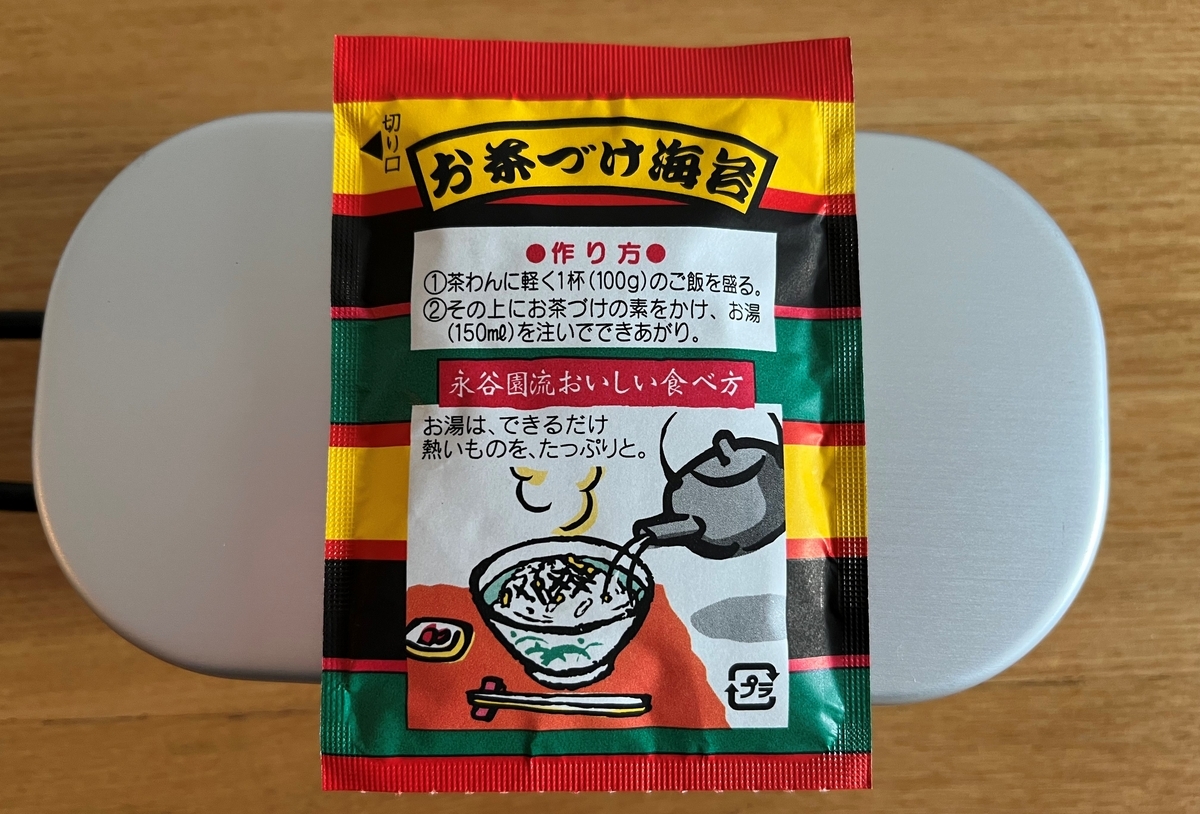 切り口
お茶づけ海苔
●作り方●
①茶わんに軽く1杯(100g)のご飯を盛る。
②その上にお茶づけの素をかけ、お湯
(150mℓ)を注いでできあがり。
永谷園流おいしい食べ方
お湯は、できるだけ
熱いものを、たっぷりと。
プラ